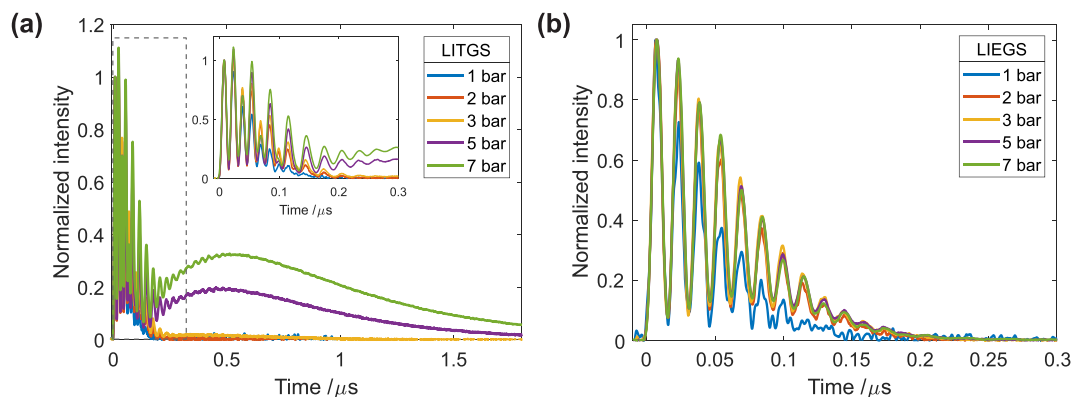 (a)
Normalized intensity
1.2
1
0.8
0.6
0.4
0.2
0
0
0.5
1
1.5
Time /μs
1
0.5
0
0
0.1
0.2
0.3
Time /μs
LITGS
1 bar
2 bar
3 bar
5 bar
7 bar
(b)
Normalized intensity
1
0.8
0.6
0.4
0.2
0
0
0.05
0.1
0.15
0.2
0.25
0.3
Time /μs
LIEGS
1 bar
2 bar
3 bar
5 bar
7 bar